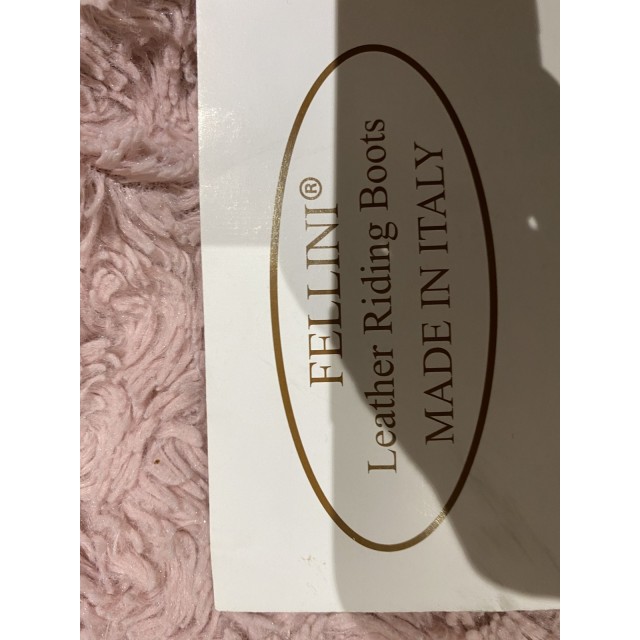 FELLINI®
Leather Riding Boots
MADE IN ITALY